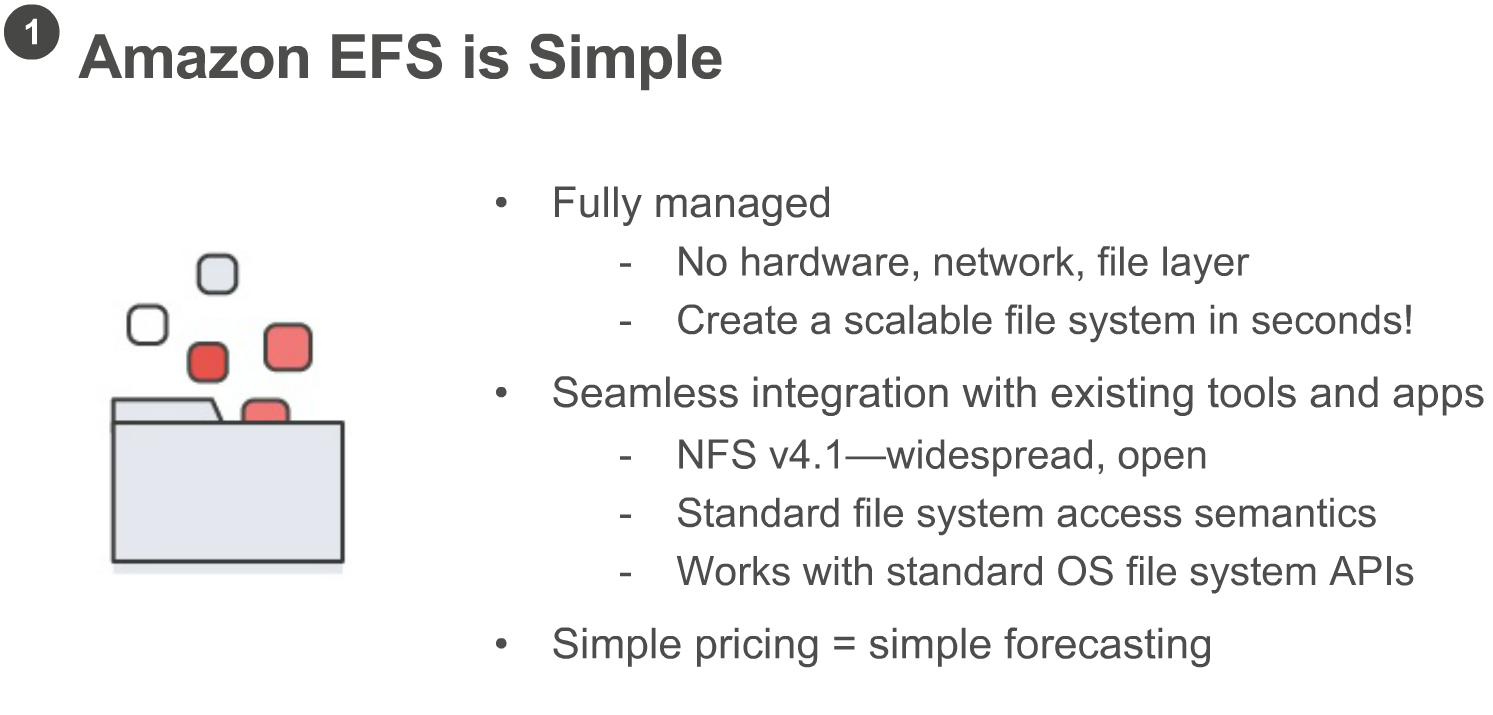 1
Amazon EFS is Simple
• Fully managed
- No hardware, network, file layer
- Create a scalable file system in seconds!
• Seamless integration with existing tools and apps
- NFS v4.1—widespread, open
- Standard file system access semantics
- Works with standard OS file system APIs
• Simple pricing = simple forecasting